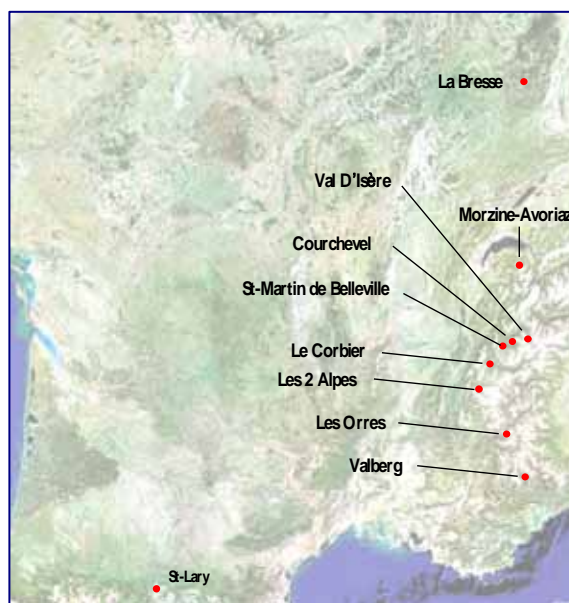 La Bresse
Val D'Isère
Morzine-Avoriaz
Courchevel
St-Martin de Belleville
Le Corbier
Les 2 Alpes
Les Orres
Valberg
St-Lary